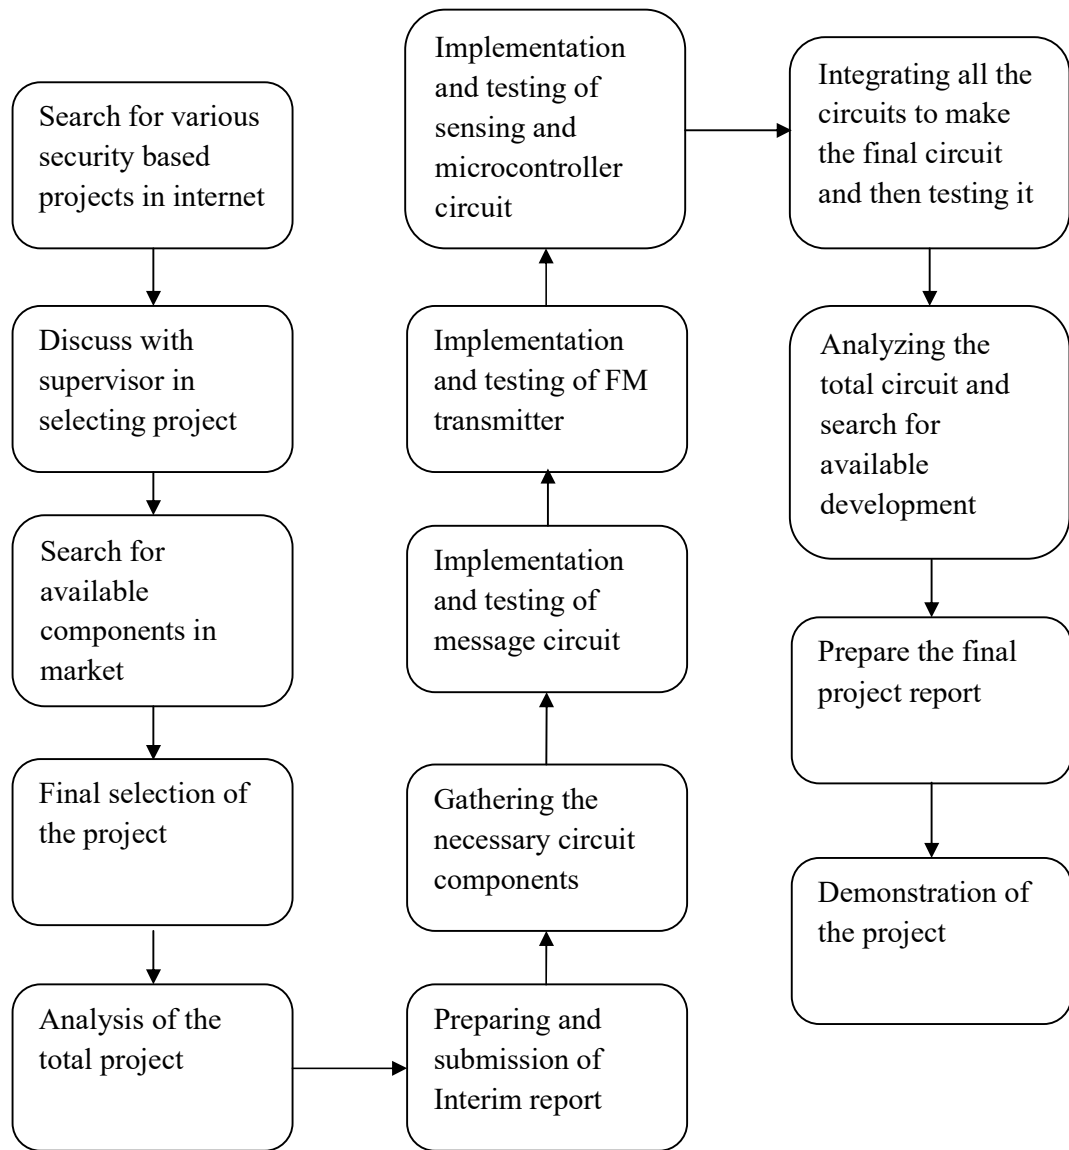 Search for various
security based
projects in internet
Discuss with
supervisor in
selecting project
Search for
available
components in
market
Final selection of
the project
Analysis of the
total project
Preparing and
submission of
Interim report
Gathering the
necessary circuit
components
Implementation
and testing of
message circuit
Implementation
and testing of FM
transmitter
Implementation
and testing of
sensing and
microcontroller
circuit
Integrating all the
circuits to make
the final circuit
and then testing it
Analyzing the
total circuit and
search for
available
development
Prepare the final
project report
Demonstration of
the project